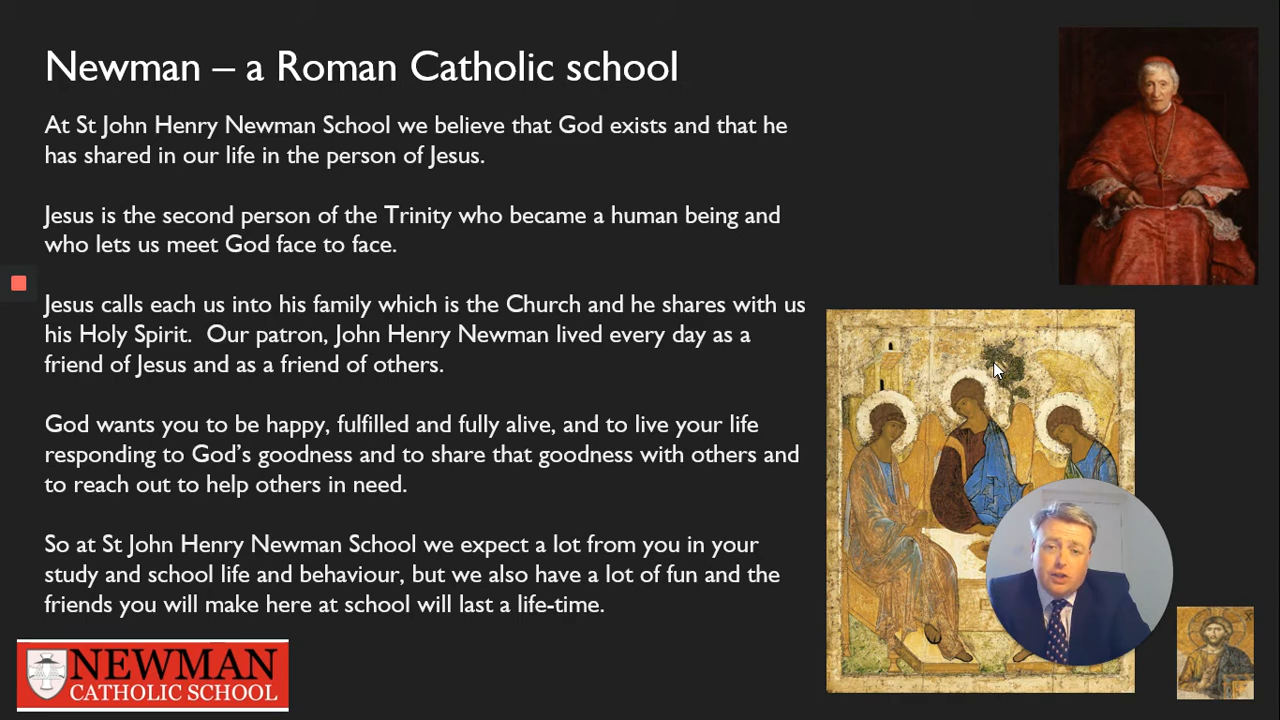 Newman – a Roman Catholic school
At St John Henry Newman School we believe that God exists and that he
has shared in our life in the person of Jesus.
Jesus is the second person of the Trinity who became a human being and
who lets us meet God face to face.
Jesus calls each us into his family which is the Church and he shares with us
his Holy Spirit.  Our patron, John Henry Newman lived every day as a
friend of Jesus and as a friend of others.
God wants you to be happy, fulfilled and fully alive, and to live your life
responding to God’s goodness and to share that goodness with others and
to reach out to help others in need.
So at St John Henry Newman School we expect a lot from you in your
study and school life and behaviour, but we also have a lot of fun and the
friends you will make here at school will last a life-time.
NEWMAN
CATHOLIC SCHOOL